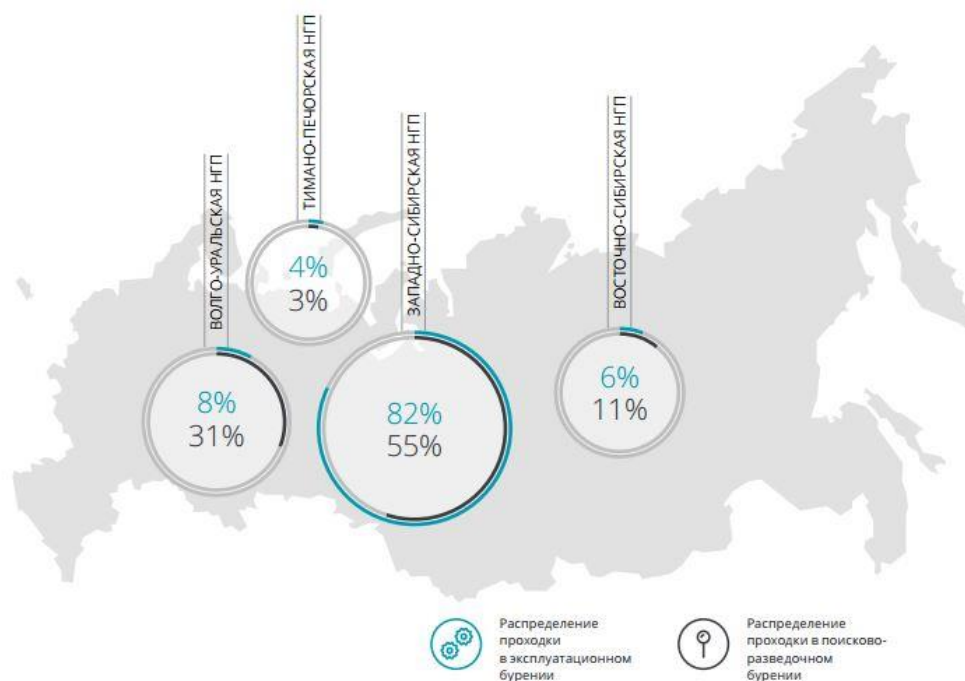 ВОЛГО-УРАЛЬСКАЯ НГП
8%
31%
ТИМАНО-ПЕЧОРСКАЯ НГП
4%
3%
ЗАПАДНО-СИБИРСКАЯ НГП
82%
55%
ВОСТОЧНО-СИБИРСКАЯ НГП
6%
11%
Распределение
проходки
в эксплуатационном
бурении
Распределение
проходки в поисково-
разведочном
бурении